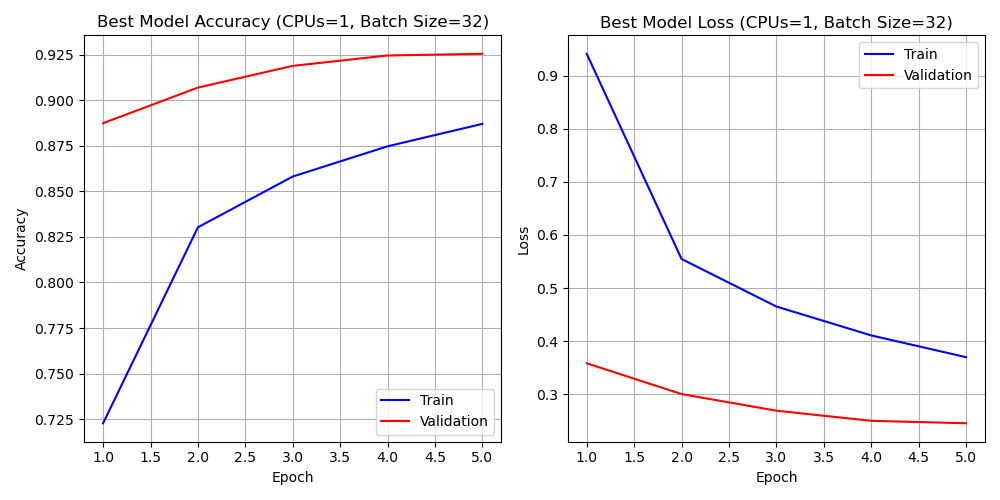 Best Model Accuracy (CPUs=1, Batch Size=32)
0.925
0.900
0.875
0.850
0.825
0.800
0.775
0.750
0.725
Accuracy
Train
Validation
1.0 1.5 2.0 2.5 3.0 3.5 4.0 4.5 5.0
Epoch
Best Model Loss (CPUs=1, Batch Size=32)
Train
Validation
0.9
0.8
0.7
0.6
0.5
0.4
0.3
Loss
1.0 1.5 2.0 2.5 3.0 3.5 4.0 4.5 5.0
Epoch